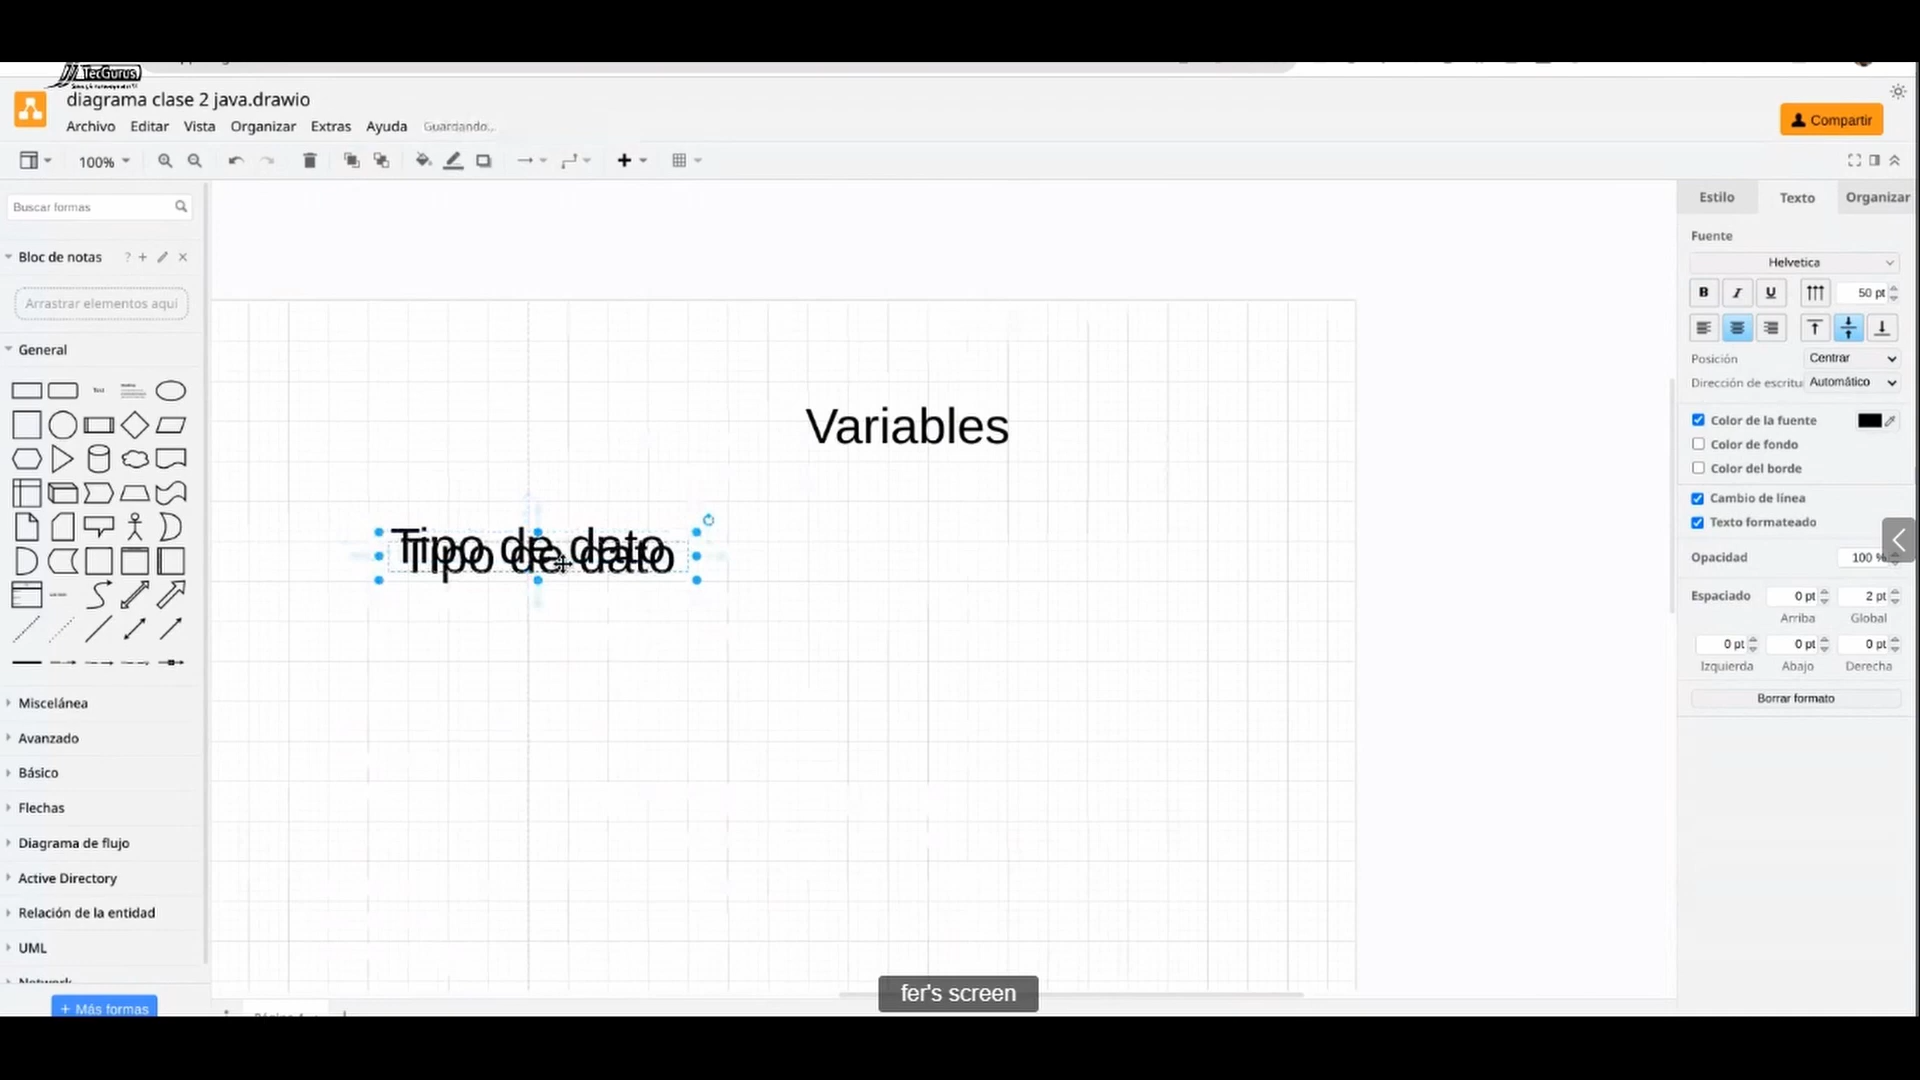 TecGurus
diagrama clase 2 java.drawio
Archivo Editar Vista Organizar Extras Ayuda Guardando...
Compartir
100%
Buscar formas
Bloc de notas
Arrastrar elementos aquí
General
Text
Heading
Miscelánea
Avanzado
Básico
Flechas
Diagrama de flujo
Active Directory
Relación de la entidad
UML
Network
+ Más formas
Variables
Tipo de dato
Tipo de dato
fer's screen
Estilo Texto Organizar
Fuente
Helvetica
B I U 50 pt
Posición Centrar
Dirección de escritu Automático
Color de la fuente
Color de fondo
Color del borde
Cambio de línea
Texto formateado
Opacidad 100 %
Espaciado 0 pt 2 pt
Arriba Global
0 pt 0 pt 0 pt
Izquierda Abajo Derecha
Borrar formato